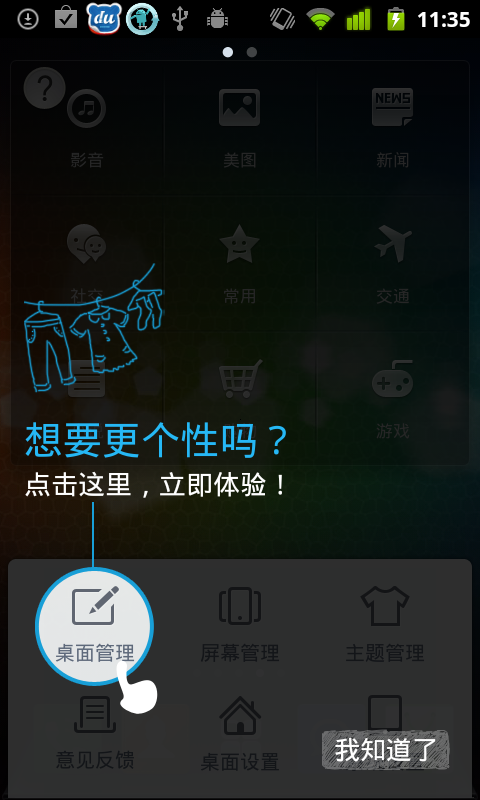 du
11:35
?
NEWS
影音
美图
新闻
社交
常用
交通
游戏
想要更个性吗？
点击这里，立即体验！
桌面管理
屏幕管理
主题管理
意见反馈
桌面设置
我知道了